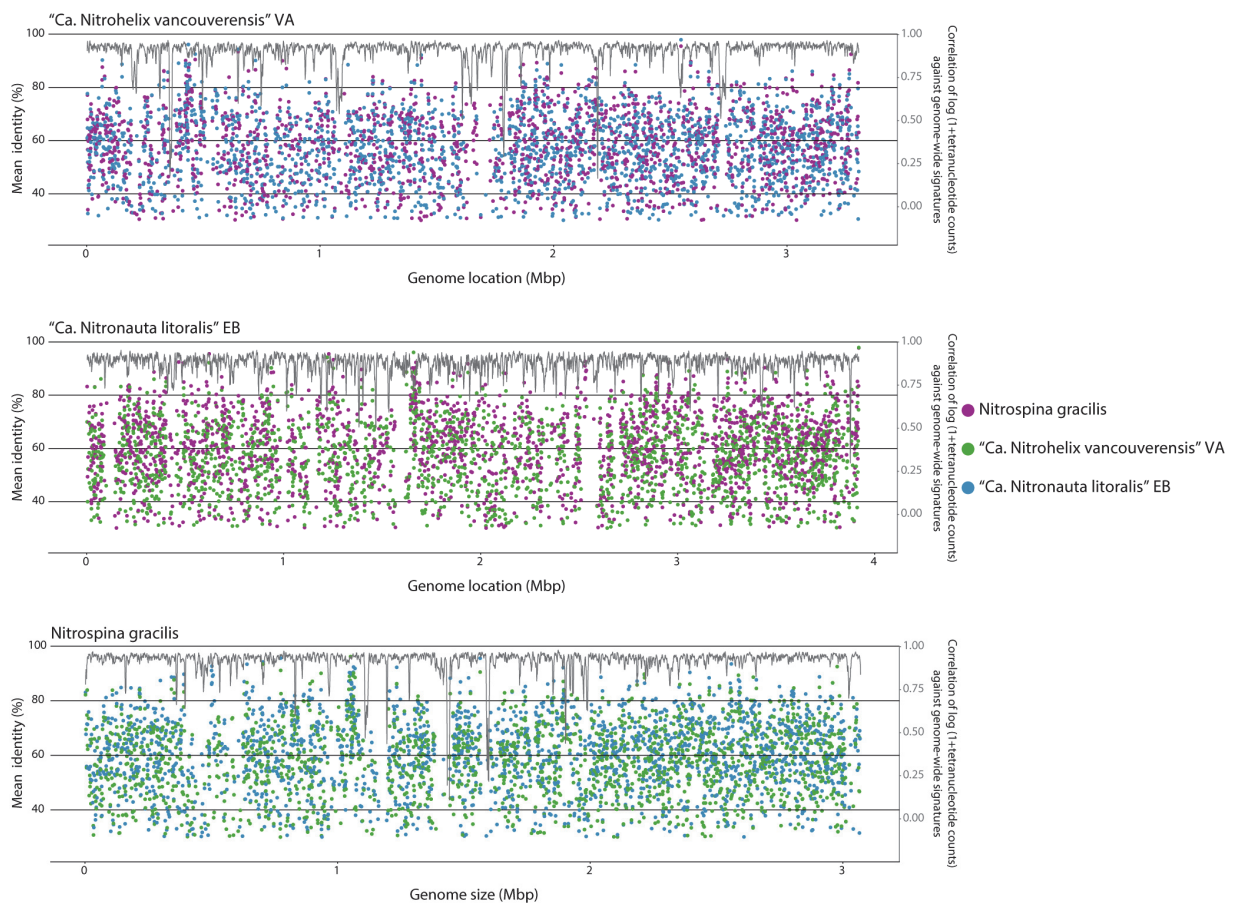 “Ca. Nitrohelix vancouverensis” VA
100
80
60
40
Mean identity (%)
1.00
0.75
0.50
0.25
0.00
Correlation of log (1+tetranucleotide counts)
against genome-wide signatures
0
1
2
3
Genome location (Mbp)
“Ca. Nitronauta litoralis” EB
100
80
60
40
Mean identity (%)
1.00
0.75
0.50
0.25
0.00
Correlation of log (1+tetranucleotide counts)
against genome-wide signatures
0
1
2
3
4
Genome location (Mbp)
Nitrospina gracilis
“Ca. Nitrohelix vancouverensis” VA
“Ca. Nitronauta litoralis” EB
Nitrospina gracilis
100
80
60
40
Mean identity (%)
1.00
0.75
0.50
0.25
0.00
Correlation of log (1+tetranucleotide counts)
against genome-wide signatures
0
1
2
3
Genome size (Mbp)